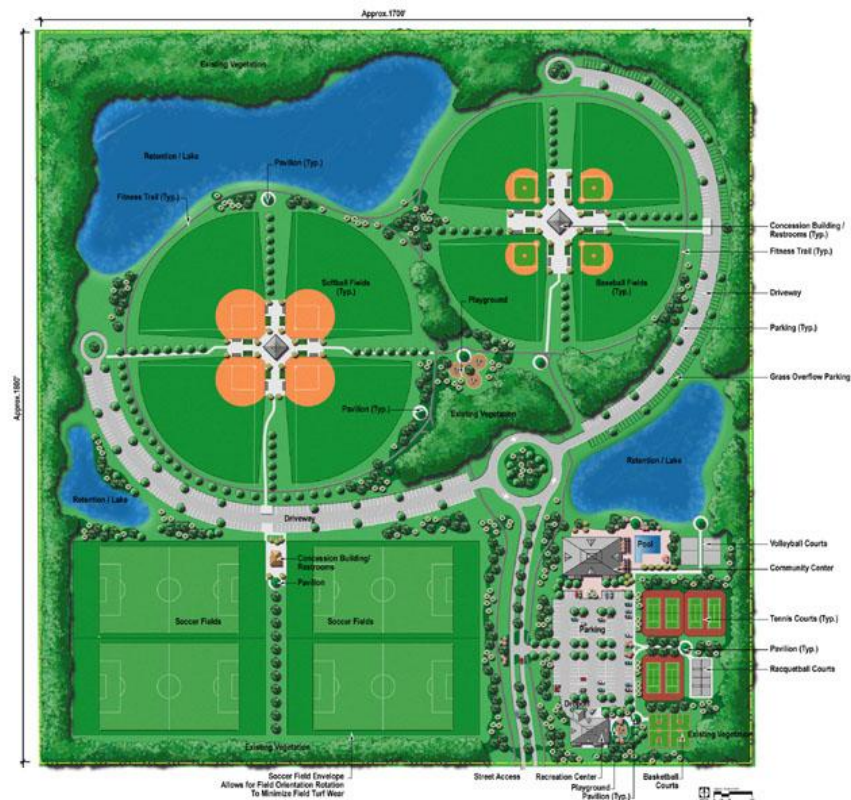 Approx.1700'
Existing Vegetation
Retention / Lake
Pavilion (Typ.)
Fitness Trail (Typ.)
Concession Building /
Restrooms (Typ.)
Fitness Trail (Typ.)
Softball Fields
(Typ.)
Baseball Fields
(Typ.)
Playground
Driveway
Parking (Typ.)
Grass Overflow Parking
Pavilion (Typ.)
Existing Vegetation
Retention / Lake
Retention / Lake
Driveway
Pool
Volleyball Courts
Concession Building/
Restrooms
Community Center
Pavilion
Soccer Fields
Soccer Fields
Parking
Tennis Courts (Typ.)
Pavilion (Typ.)
Racquetball Courts
Existing Vegetation
Existing Vegetation
Soccer Field Envelope
Allows for Field Orientation Rotation
To Minimize Field Turf Wear
Street Access
Recreation Center
Playground
Pavilion (Typ.)
Basketball
Courts